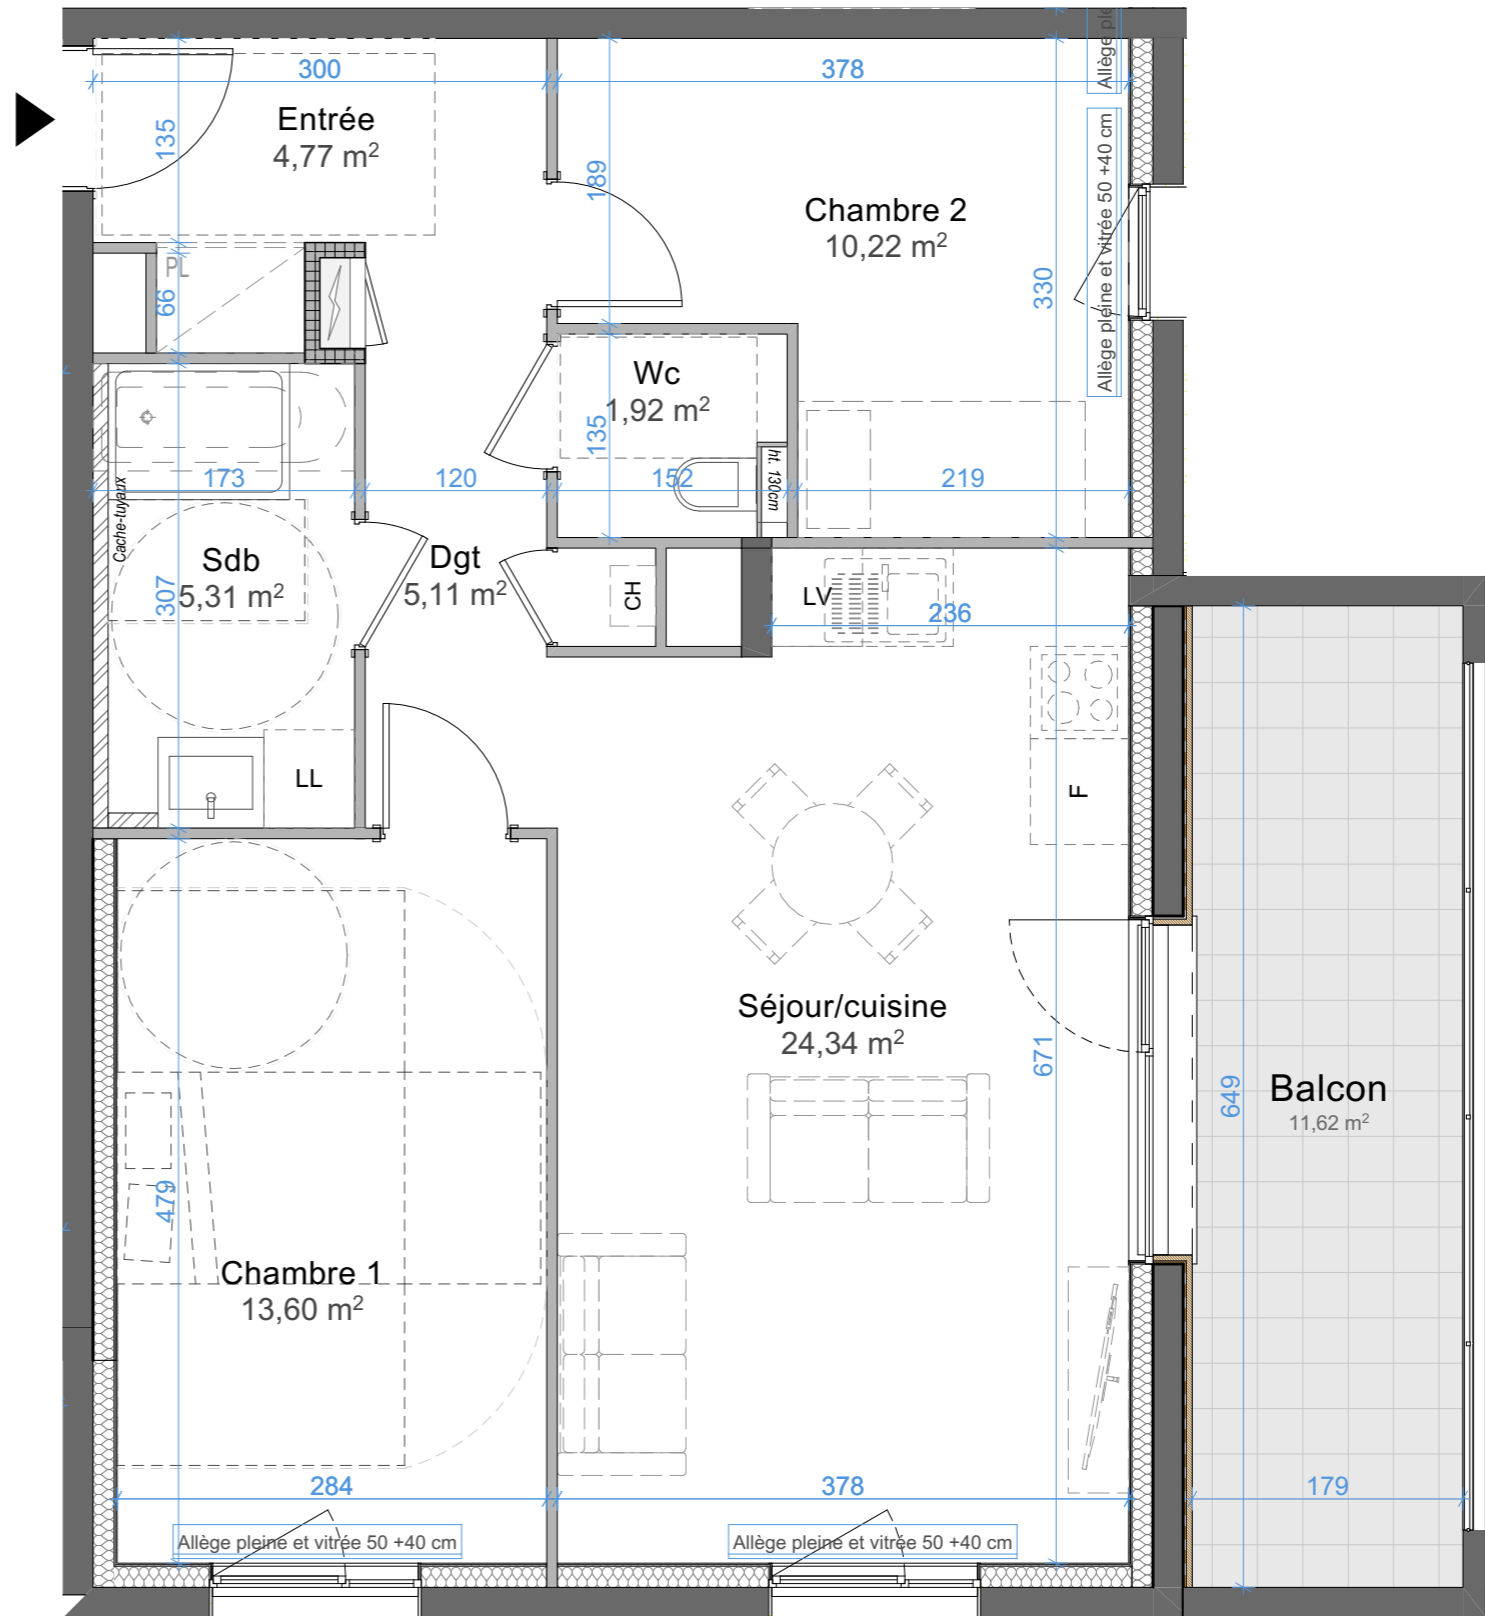 Allège ple
300
378
Entrée
4,77 m²
135
189
Allège pleine et vitrée 50 +40 cm
Chambre 2
10,22 m²
PL
66
330
Wc
1,92 m²
135
ht. 130cm
173
120
152
219
Cache-tuyaux
Sdb
5,31 m²
307
Dgt
5,11 m²
CH
LV
236
LL
F
Séjour/cuisine
24,34 m²
671
649
Balcon
11,62 m²
479
Chambre 1
13,60 m²
284
378
179
Allège pleine et vitrée 50 +40 cm
Allège pleine et vitrée 50 +40 cm